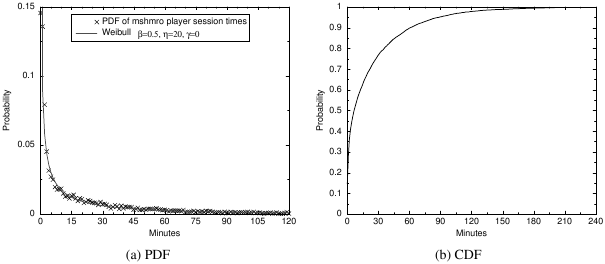 0.15
0.1
0.05
0
Probability
× PDF of mshmro player session times
Weibull β=0.5, η=20, γ=0
0 15 30 45 60 75 90 105 120
Minutes
(a) PDF
1
0.9
0.8
0.7
0.6
0.5
0.4
0.3
0.2
0.1
0
Probability
0 30 60 90 120 150 180 210 240
Minutes
(b) CDF